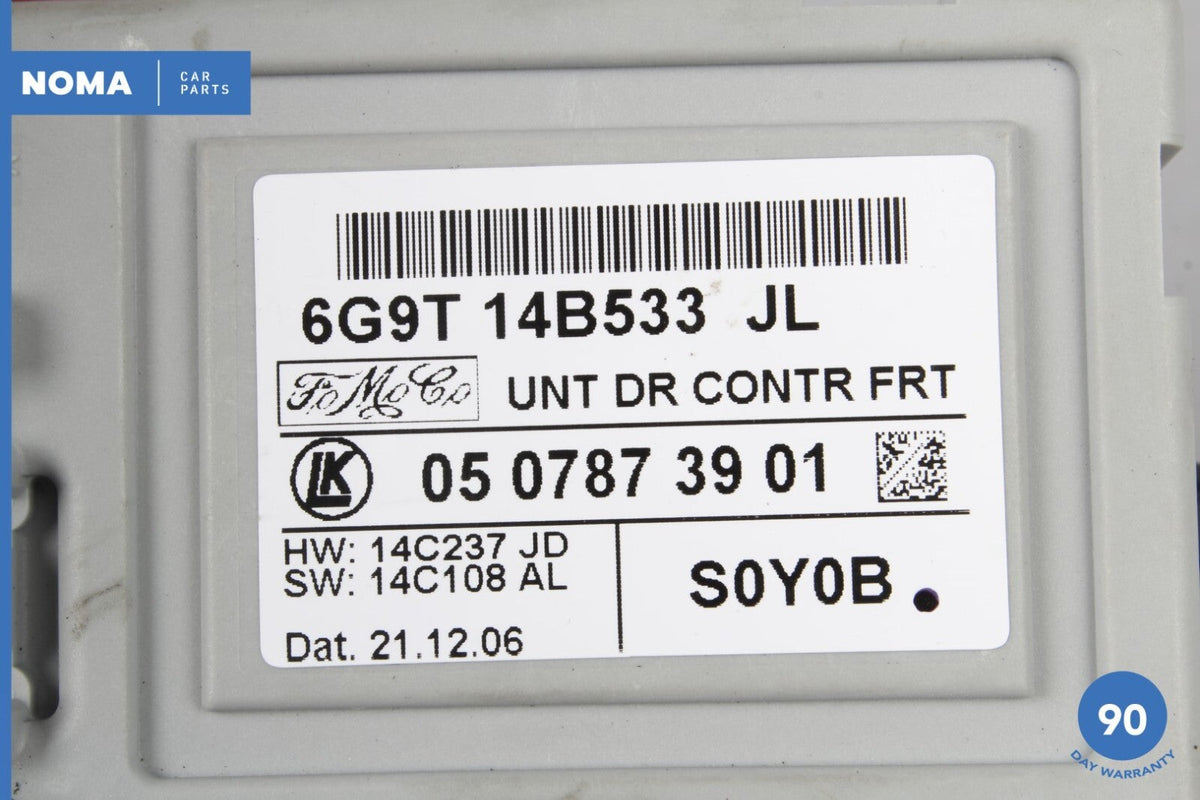 NOMA
CAR
PARTS
6G9T 14B533 JL
FoMoCo
UNT DR CONTR FRT
LK
05 0787 39 01
HW: 14C237 JD
SW: 14C108 AL
S0Y0B
Dat. 21.12.06
90
DAY WARRANTY